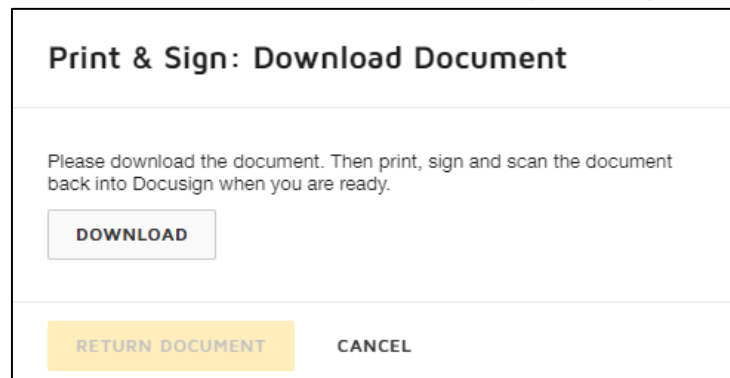 Print & Sign: Download Document
Please download the document. Then print, sign and scan the document
back into Docusign when you are ready.
DOWNLOAD
RETURN DOCUMENT CANCEL